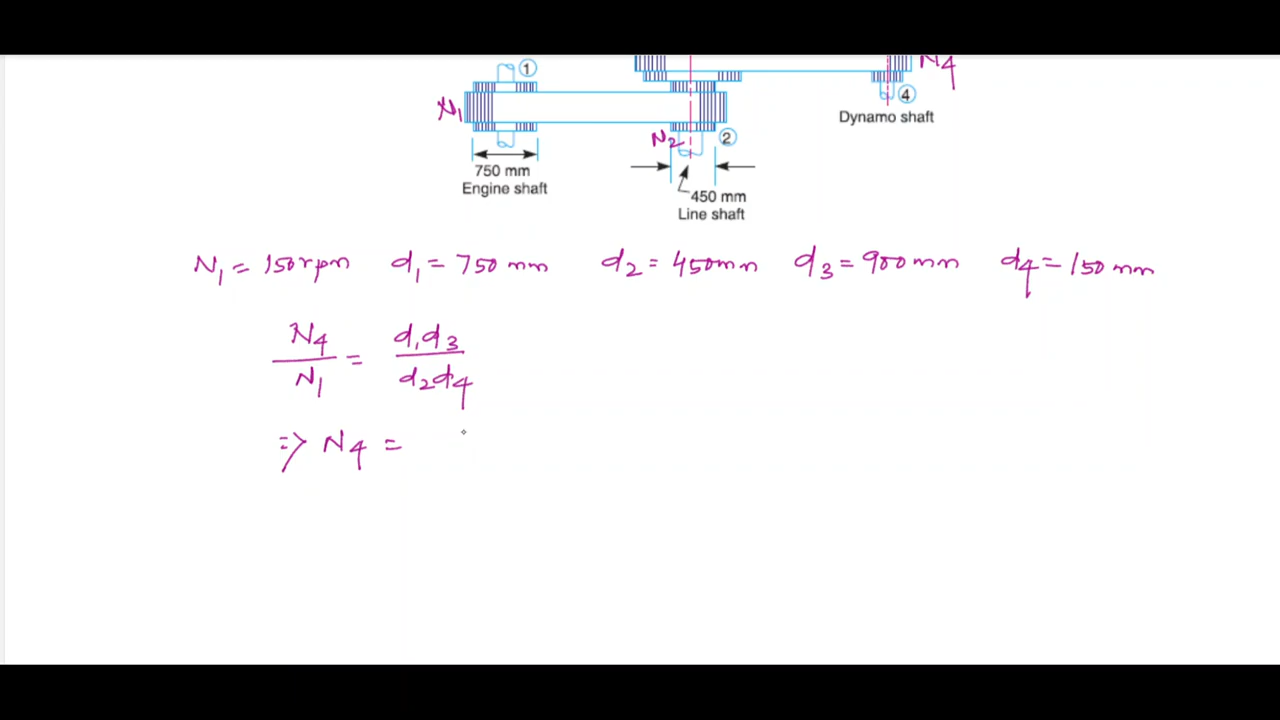 ①
N4
④
Dynamo shaft
N1
N2
②
750 mm
Engine shaft
450 mm
Line shaft
N1 = 150 rpm d1 = 750 mm d2 = 450 mm d3 = 900 mm d4 = 150 mm
N4 / N1 = d1d3 / d2d4
=> N4 =